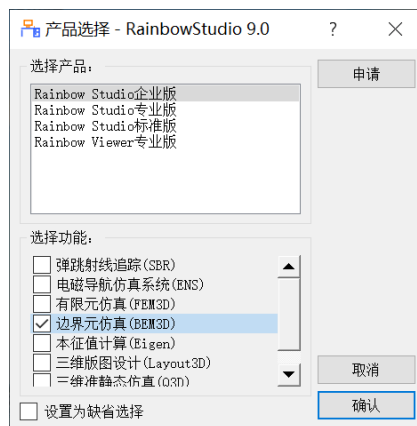 产品选择 - RainbowStudio 9.0
选择产品:
申请
Rainbow Studio企业版
Rainbow Studio专业版
Rainbow Studio标准版
Rainbow Viewer专业版
选择功能:
弹跳射线追踪(SBR)
电磁导航仿真系统(ENS)
有限元仿真(FEM3D)
边界元仿真(BEM3D)
本征值计算(Eigen)
三维版图设计(Layout3D)
三维准静态仿真(Q3D)
取消
设置为缺省选择
确认